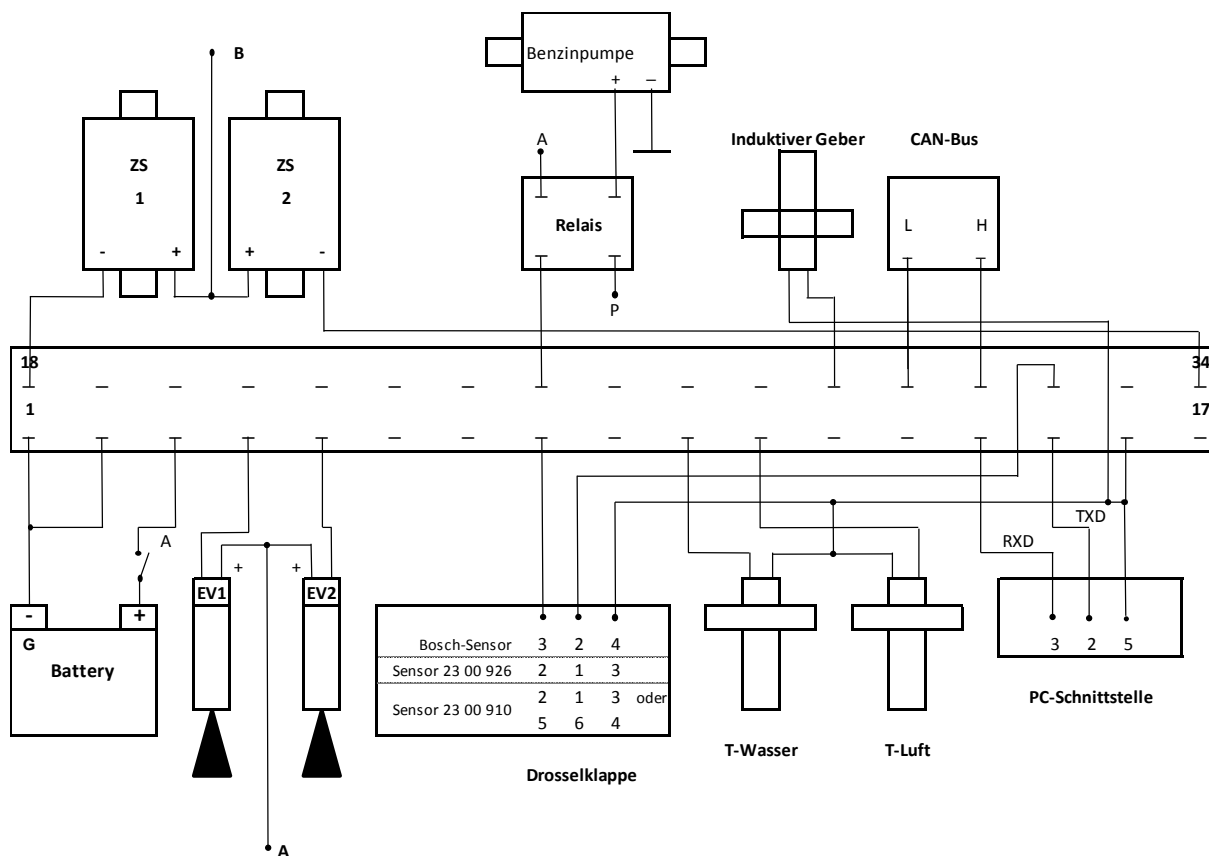 B
Benzinpumpe
+ –
ZS
1
ZS
2
- +
+ -
A
Relais
P
Induktiver Geber
CAN-Bus
L H
18
34
1
17
A
TXD
RXD
+ +
EV1
EV2
- +
G
Battery
Bosch-Sensor 3 2 4
Sensor 23 00 926 2 1 3
Sensor 23 00 910 2 1 3 oder
5 6 4
Drosselklappe
T-Wasser
T-Luft
3 2 5
PC-Schnittstelle
A